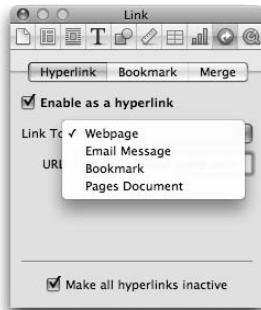 Link
T
Hyperlink Bookmark Merge
Enable as a hyperlink
Link To ✓ Webpage
Email Message
URL
Bookmark
Pages Document
Make all hyperlinks inactive